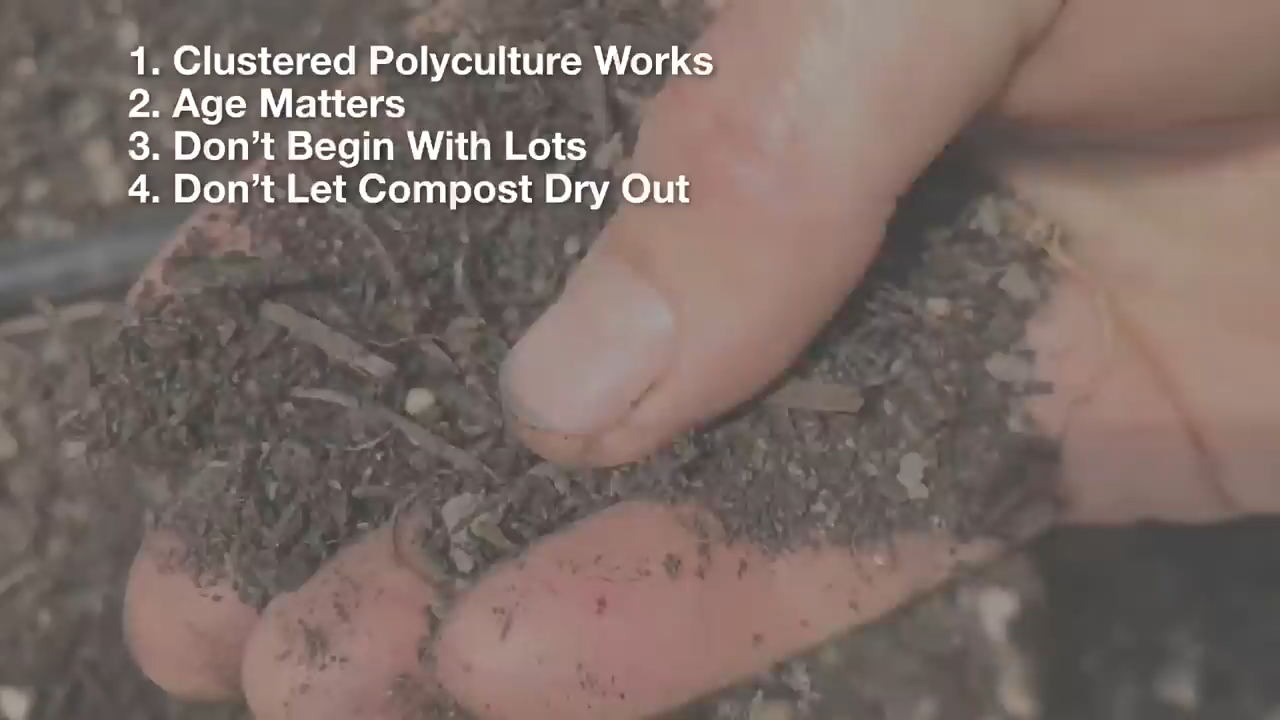 1. Clustered Polyculture Works
2. Age Matters
3. Don’t Begin With Lots
4. Don’t Let Compost Dry Out